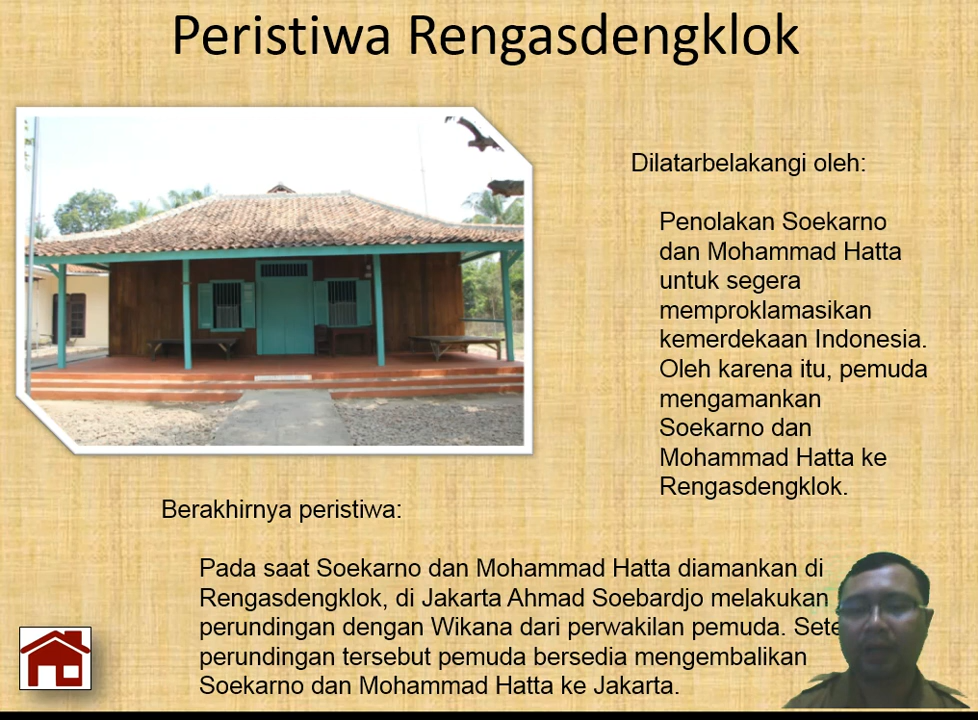 Peristiwa Rengasdengklok
Dilatarbelakangi oleh:
Penolakan Soekarno
dan Mohammad Hatta
untuk segera
memproklamasikan
kemerdekaan Indonesia.
Oleh karena itu, pemuda
mengamankan
Soekarno dan
Mohammad Hatta ke
Rengasdengklok.
Berakhirnya peristiwa:
Pada saat Soekarno dan Mohammad Hatta diamankan di
Rengasdengklok, di Jakarta Ahmad Soebardjo melakukan
perundingan dengan Wikana dari perwakilan pemuda.
perundingan tersebut pemuda bersedia mengembalikan
Soekarno dan Mohammad Hatta ke Jakarta.